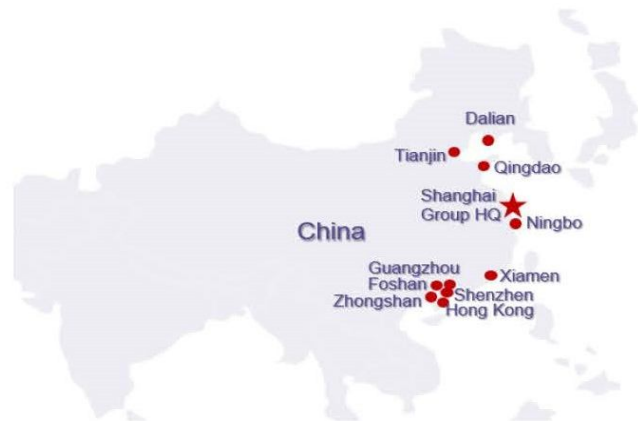 Dalian
Tianjin
Qingdao
Shanghai
Group HQ
Ningbo
China
Guangzhou
Xiamen
Foshan
Shenzhen
Zhongshan
Hong Kong